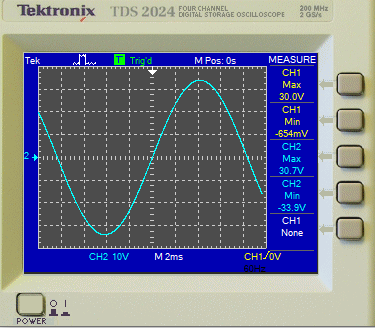 Tektronix TDS 2024 FOUR CHANNEL DIGITAL STORAGE OSCILLOSCOPE 200 MHz 2 GS/s
Tek T Trig'd M Pos: 0s MEASURE
CH1
Max
30.0V
CH1
Min
-654mV
CH2
Max
30.7V
CH2
Min
-33.9V
CH1
None
2
CH2 10V M 2ms CH1 / 0V
POWER